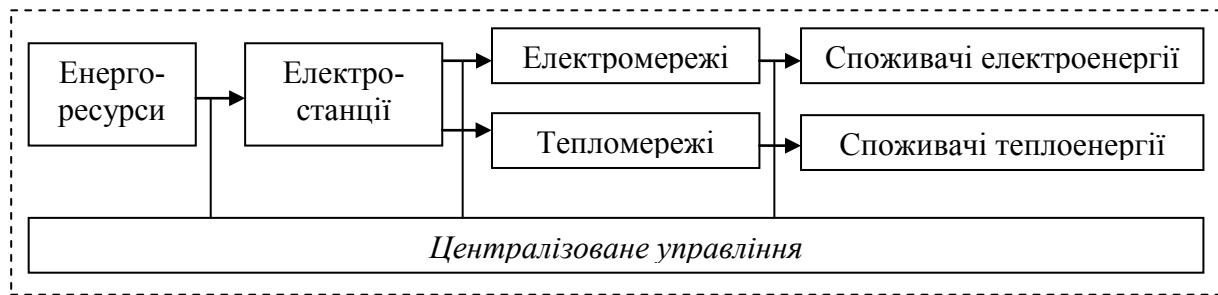 Енерго-
ресурси
Електро-
станції
Електромережі
Тепломережі
Споживачі електроенергії
Споживачі теплоенергії
Централізоване управління